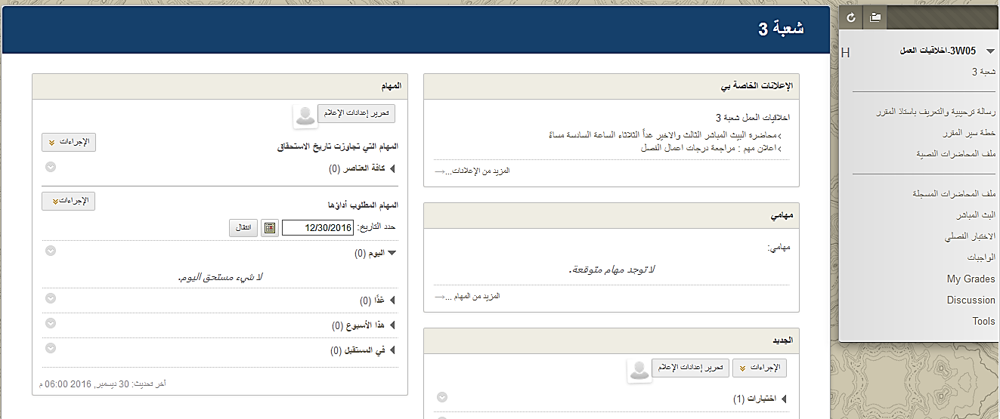 شعبة 3
3W05-اخلاقيات العمل
H
شعبة 3
رسالة ترحيبية والتعريف باستاذ المقرر
خطة سير المقرر
ملف المحاضرات النصية
ملف المحاضرات المسجلة
البث المباشر
الاختبار الفصلي
الواجبات
My Grades
Discussion
Tools
الإعلانات الخاصة بي
اخلاقيات العمل شعبة 3
محاضرة البيث المباشر الثالث والاخير غداً الثلاثاء الساعة السادسة مساءً
اعلان مهم : مراجعة درجات اعمال الفصل
المزيد من الإعلانات...
مهامي
مهامي:
لا توجد مهام متوقعة.
المزيد من المهام ...
الجديد
الإجراءات
تحرير إعدادات الإعلام
اختبارات (1)
المهام
تحرير إعدادات الإعلام
المهام التي تجاوزت تاريخ الاستحقاق
الإجراءات
كافة العناصر (0)
المهام المطلوب أداؤها
الإجراءات
حدد التاريخ: 12/30/2016 انتقال
اليوم (0)
لا شيء مستحق اليوم.
غدًا (0)
هذا الأسبوع (0)
في المستقبل (0)
آخر تحديث: 30 ديسمبر, 2016 06:00 م